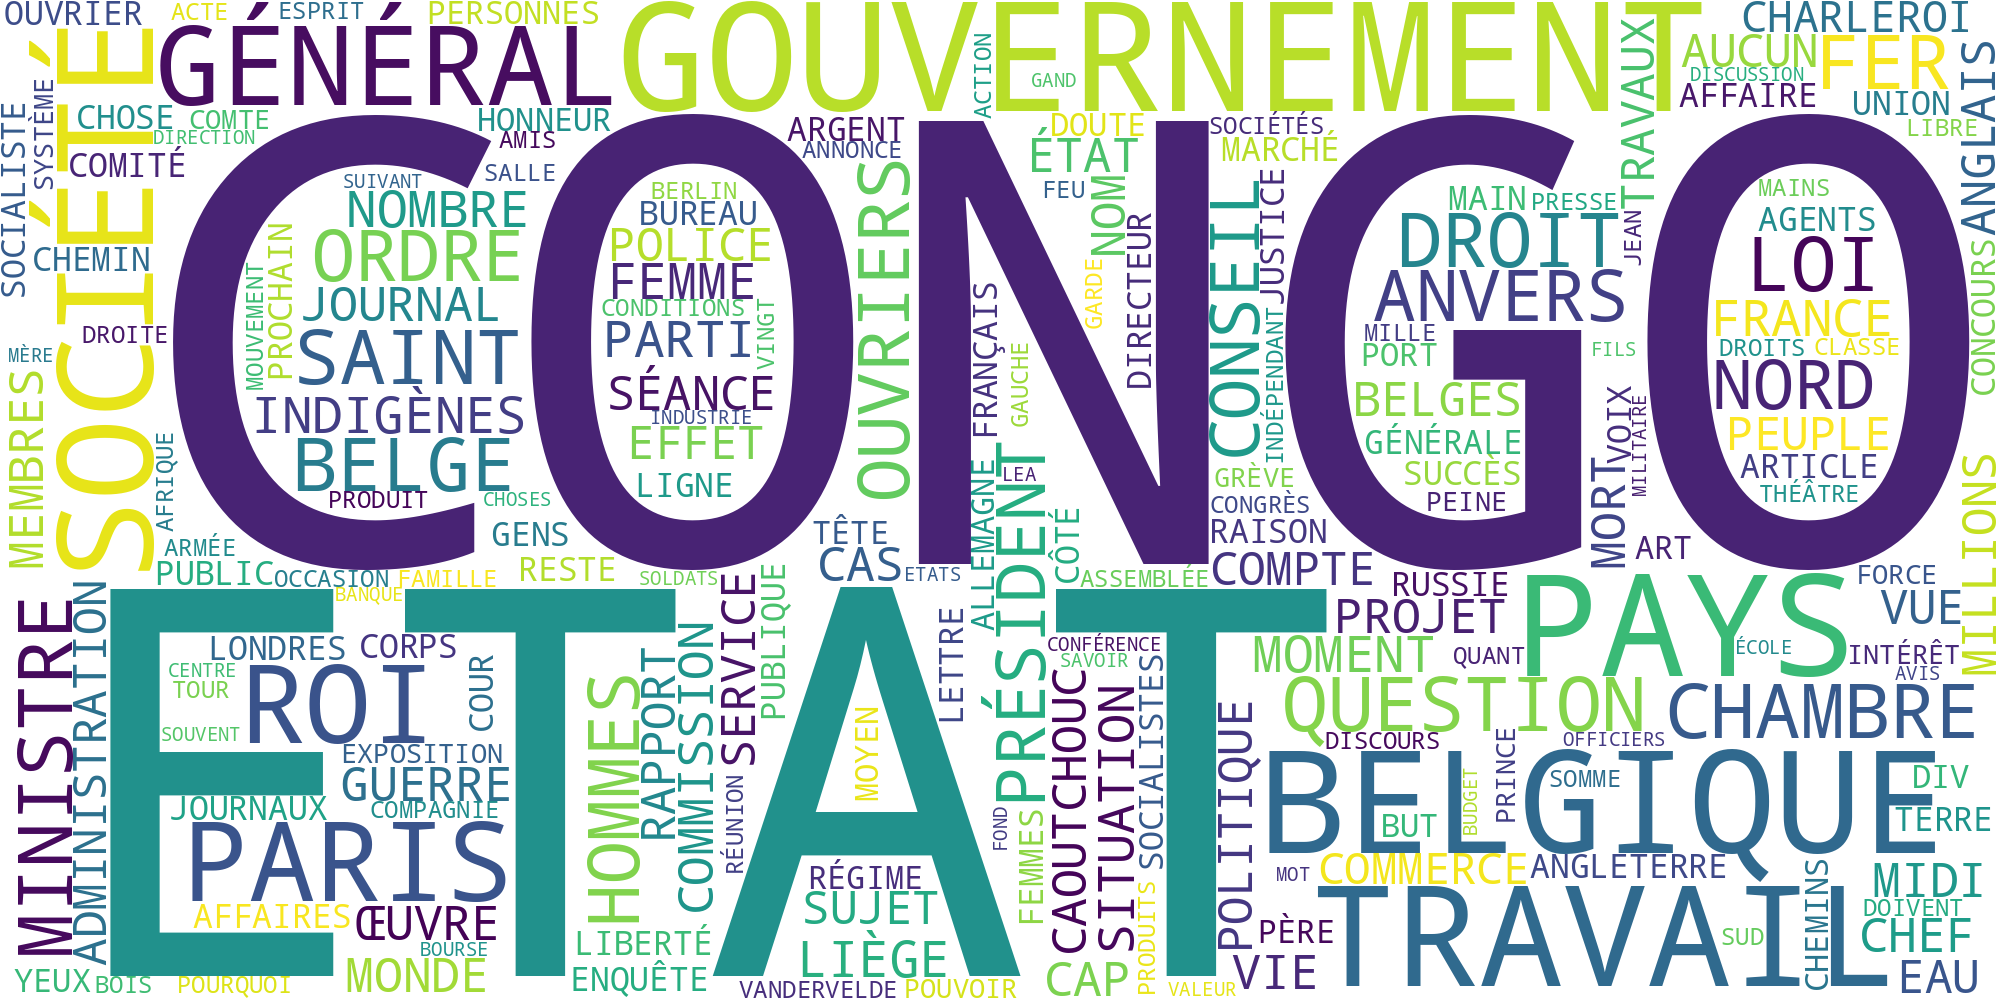 OUVRIER
ACTE
ESPRIT
PERSONNES
GOUVERNEMENT
CHARLEROI
GÉNÉRAL
SOCIÉTÉ
AUCUN
FER
DISCUSSION
AFFAIRE
UNION
LIBRE
ANGLAIS
TRAVAUX
ACTION
GAND
SYSTÈME
SOCIALISTE
CHOSE
COMTE
DIRECTION
COMITÉ
CHEMIN
HONNEUR
AMIS
SALLE
ARGENT
ANNONCE
DOUTE
ÉTAT
SOCIÉTÉS
MARCHÉ
FEU
NOM
CONGO
SUIVANT
NOMBRE
ORDRE
PROCHAIN
MOUVEMENT
JOURNAL
SAINT
INDIGÈNES
BELGE
PRODUIT
CHOSES
GENS
BERLIN
BUREAU
POLICE
FEMME
CONDITIONS
PARTI
VINGT
SÉANCE
INDUSTRIE
EFFET
LIGNE
OUVRIERS
GARDE
DIRECTEUR
FRANÇAIS
GAUCHE
LEA
CONSEIL
JUSTICE
INDÉPENDANT
GRÈVE
CONGRÈS
RAISON
MAIN
PRESSE
DROIT
JEAN
ANVERS
MILLE
PORT
FILS
BELGES
GÉNÉRALE
SUCCÈS
PEINE
VOIX
MILITAIRE
MORT
ART
MAINS
AGENTS
LOI
FRANCE
DROITS
CLASSE
NORD
PEUPLE
ARTICLE
THÉÂTRE
CONCOURS
MILLIONS
DROITE
MÈRE
MEMBRES
AFRIQUE
ARMÉE
PUBLIC
OCCASION
FAMILLE
BANQUE
RESTE
SOLDATS
TÊTE
CAS
ETATS
ALLEMAGNE
PRÉSIDENT
CÔTÉ
ASSEMBLÉE
COMPTE
RUSSIE
PROJET
PAYS
FORCE
VUE
ÉCOLE
INTÉRÊT
AVIS
ETAT
MINISTRE
ADMINISTRATION
LONDRES
CORPS
CENTRE
TOUR
ROI
COUR
SOUVENT
EXPOSITION
GUERRE
JOURNAUX
COMPAGNIE
PARIS
AFFAIRES
ŒUVRE
BOURSE
YEUX
BOIS
POURQUOI
MONDE
HOMMES
RAPPORT
COMMISSION
SERVICE
PUBLIQUE
RÉUNION
LIBERTÉ
ENQUÊTE
LETTRE
MOYEN
RÉGIME
SUJET
LIÈGE
VANDERVELDE
POUVOIR
FOND
FEMMES
CONFÉRENCE
SAVOIR
CAOUTCHOUC
SITUATION
SOCIALISTES
CAP
PRODUITS
VALEUR
POLITIQUE
MOMENT
QUANT
QUESTION
CHAMBRE
DISCOURS
PRINCE
OFFICIERS
BELGIQUE
SOMME
BUDGET
BUT
DIV
TERRE
MOT
COMMERCE
ANGLETERRE
TRAVAIL
CHEMINS
MIDI
DOIVENT
CHEF
SUD
PÈRE
VIE
EAU